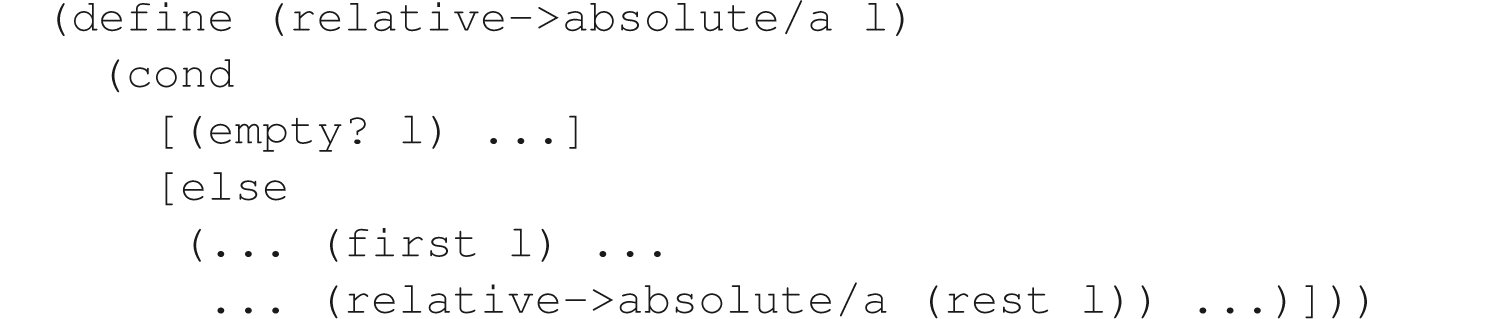 (define (relative->absolute/a l)
  (cond
    [(empty? l) ...]
    [else
     (... (first l) ...
      ... (relative->absolute/a (rest l)) ...)]))